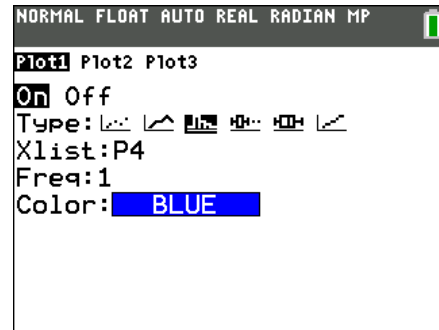 NORMAL FLOAT AUTO REAL RADIAN MP
Plot1 Plot2 Plot3
On Off
Type:
Xlist:P4
Freq:1
Color: BLUE